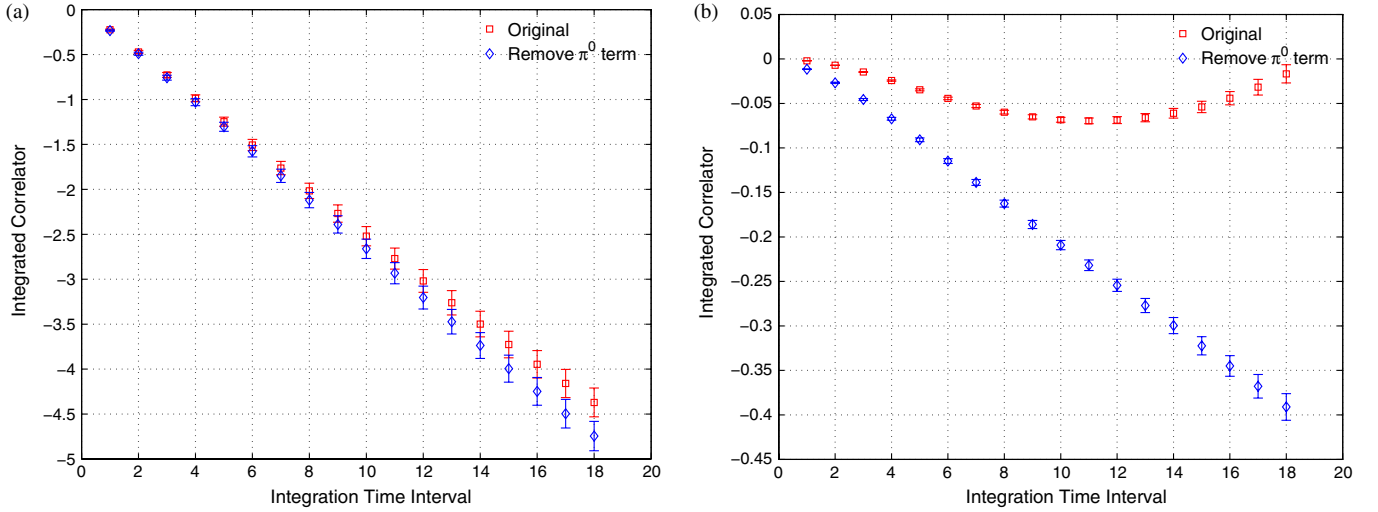 (a)
Original
Remove π⁰ term
0
−0.5
−1
−1.5
−2
−2.5
−3
−3.5
−4
−4.5
−5
Integrated Correlator
0 2 4 6 8 10 12 14 16 18 20
Integration Time Interval
(b)
Original
Remove π⁰ term
0.05
0
−0.05
−0.1
−0.15
−0.2
−0.25
−0.3
−0.35
−0.4
−0.45
Integrated Correlator
0 2 4 6 8 10 12 14 16 18 20
Integration Time Interval